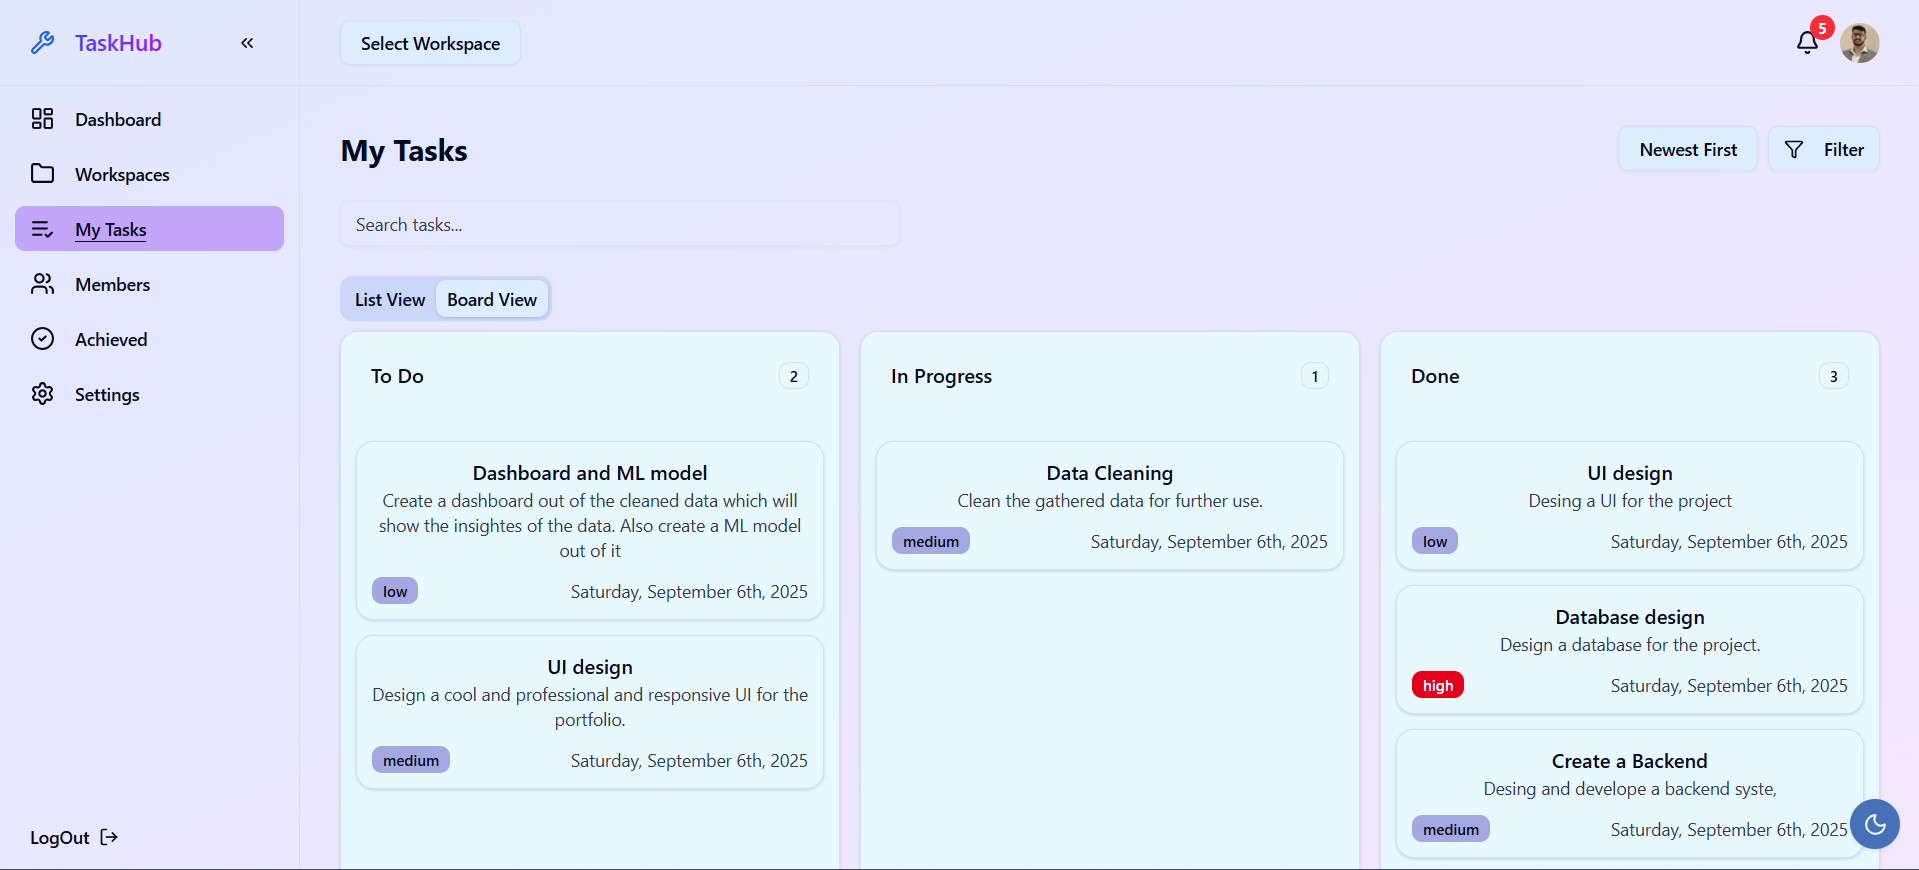 TaskHub
Select Workspace
5
Dashboard
Workspaces
My Tasks
Members
Achieved
Settings
LogOut
My Tasks
Newest First
Filter
Search tasks...
List View
Board View
To Do
2
Dashboard and ML model
Create a dashboard out of the cleaned data which will
show the insightes of the data. Also create a ML model
out of it
low
Saturday, September 6th, 2025
UI design
Design a cool and professional and responsive UI for the
portfolio.
medium
Saturday, September 6th, 2025
In Progress
1
Data Cleaning
Clean the gathered data for further use.
medium
Saturday, September 6th, 2025
Done
3
UI design
Desing a UI for the project
low
Saturday, September 6th, 2025
Database design
Design a database for the project.
high
Saturday, September 6th, 2025
Create a Backend
Desing and develope a backend syste,
medium
Saturday, September 6th, 2025